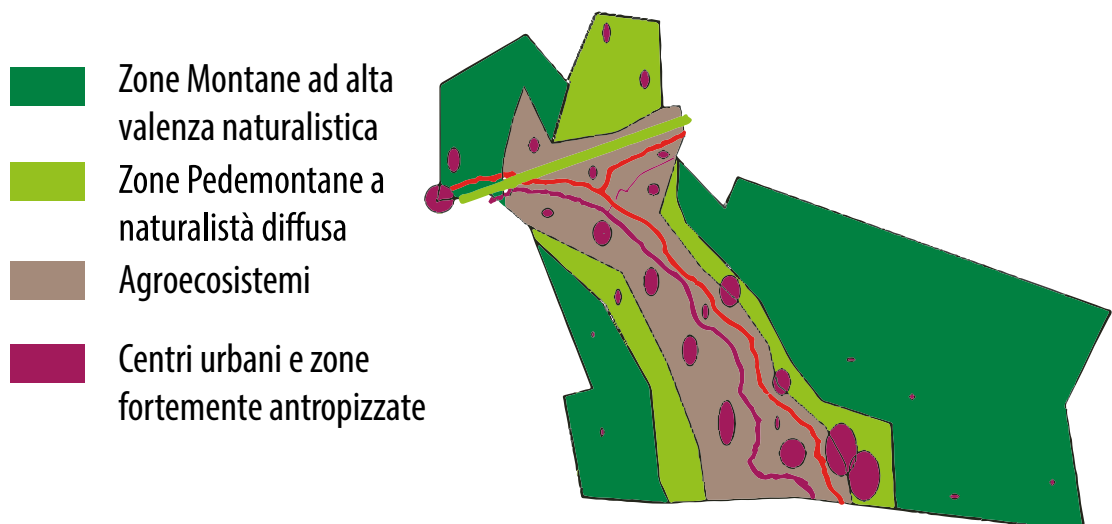 Zone Montane ad alta
valenza naturalistica
Zone Pedemontane a
naturalistà diffusa
Agroecosistemi
Centri urbani e zone
fortemente antropizzate